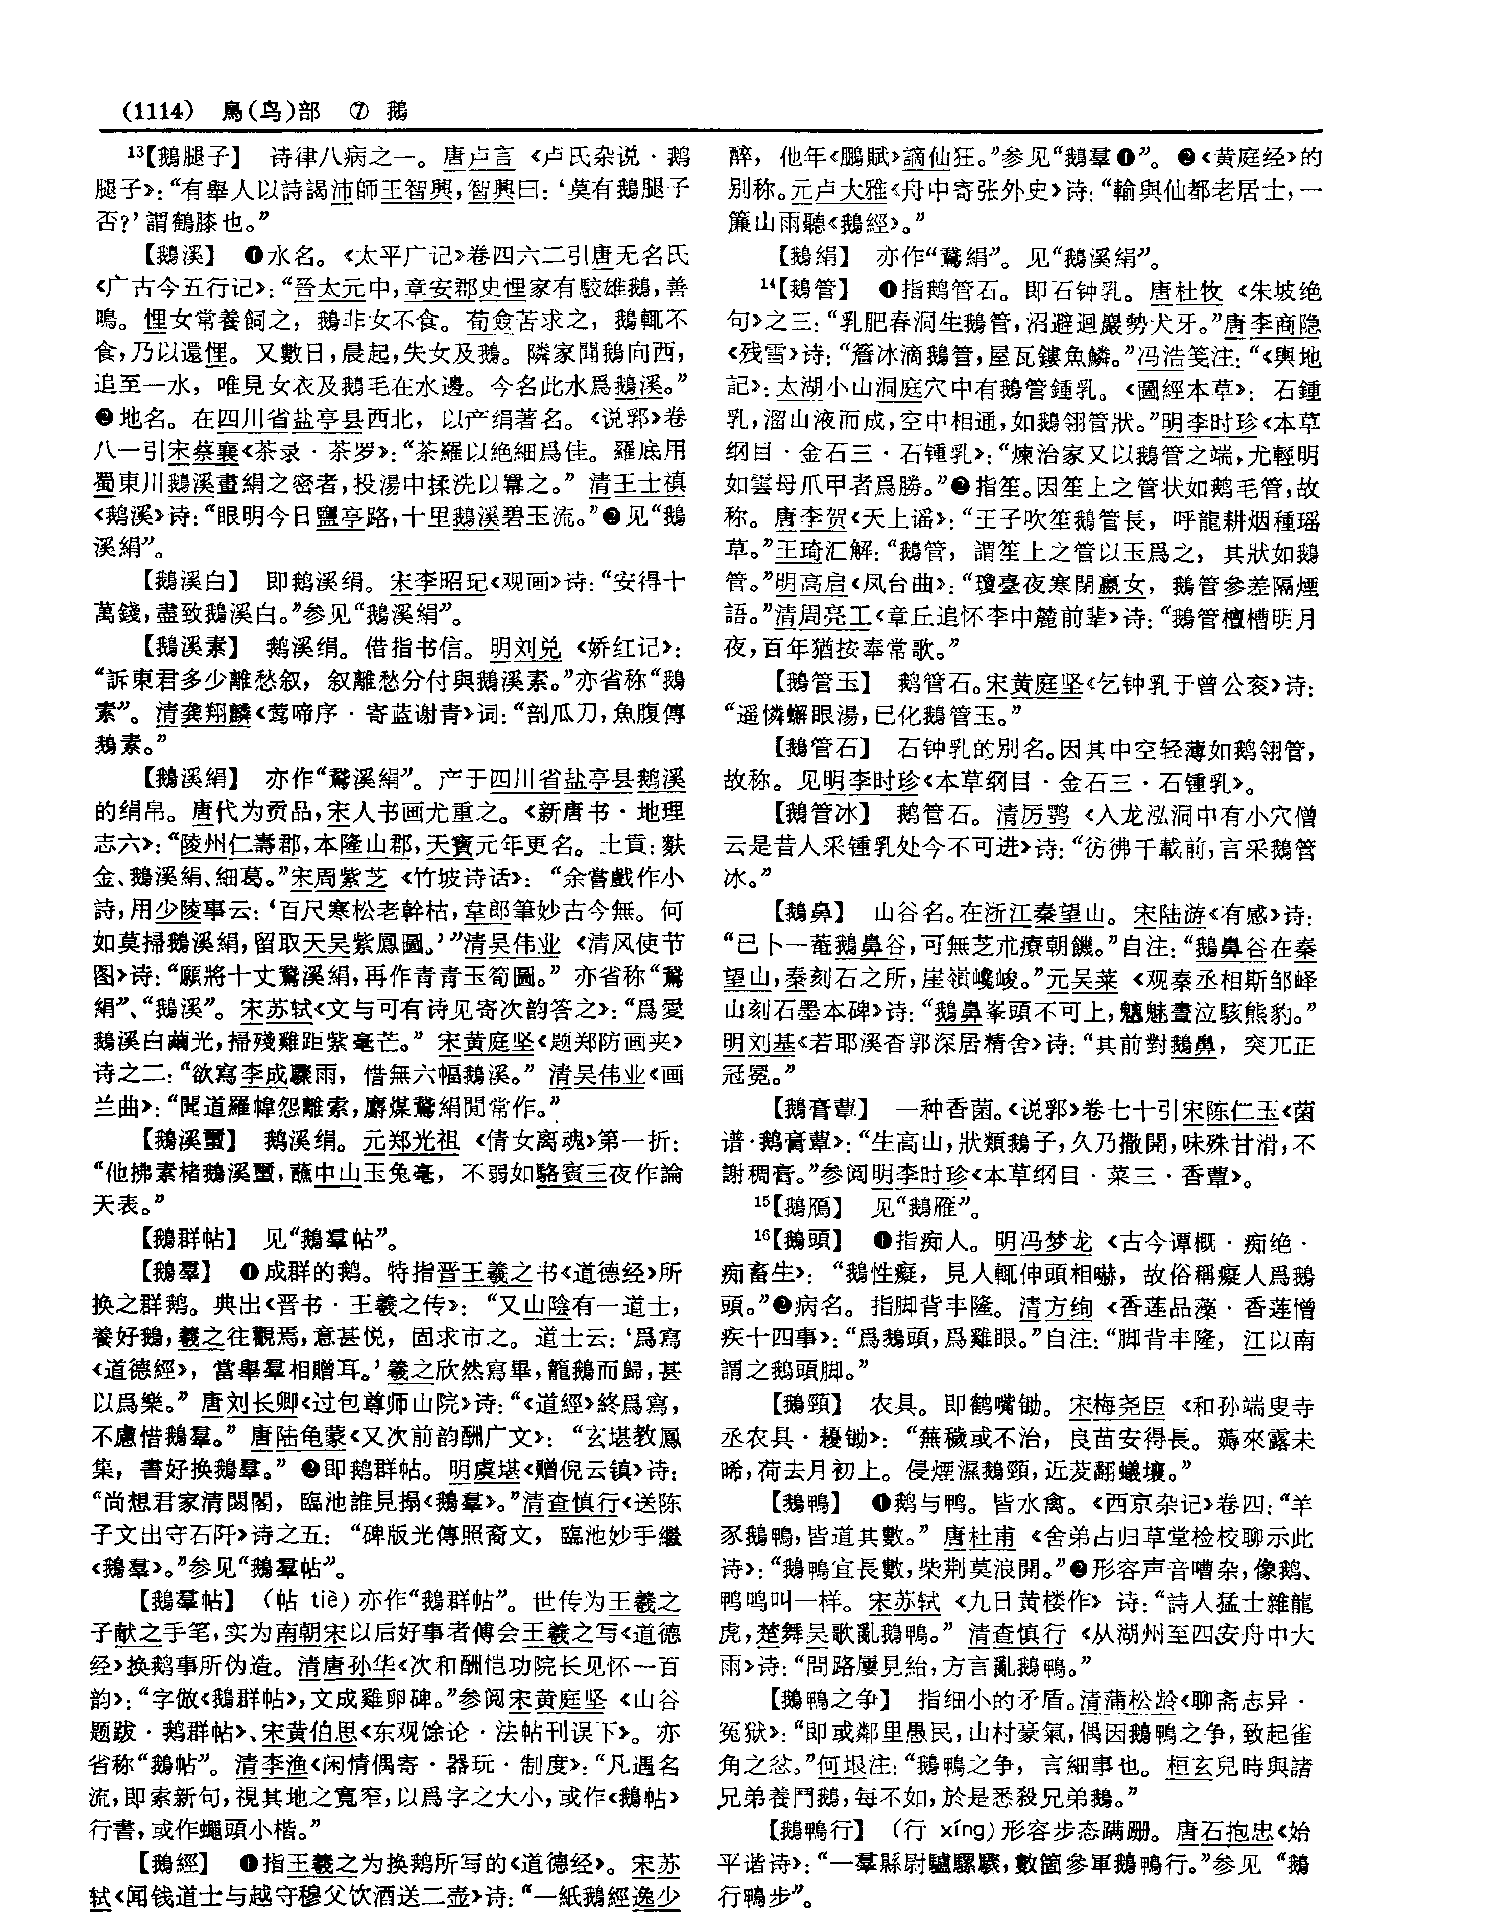 (1114) 鳥(鸟)部 ⑦ 鵝
13【鵝腿子】 诗律八病之一。唐卢言《卢氏杂说·鹅
腿子》:“有舉人以詩謁沛師王智興,智興曰:‘莫有鵝腿子
否?’謂鶴膝也。”
【鵝溪】 ❶水名。《太平广记》卷四六二引唐无名氏
《广古今五行记》:“晉太元中,章安郡史悝家有駮雄鵝,善
鳴。悝女常養飼之,鵝非女不食。荀僉苦求之,鵝輒不
食,乃以還悝。又數日,晨起,失女及鵝。隣家聞鵝向西,
追至一水,唯見女衣及鵝毛在水邊。今名此水爲鵝溪。”
❷地名。在四川省盐亭县西北,以产绢著名。《说郛》卷
八一引宋蔡襄《茶录·茶罗》:“茶羅以绝細爲佳。羅底用
蜀東川鵝溪畫絹之密者,投湯中揉洗以羃之。”清王士禛
《鹅溪》诗:“眼明今日鹽亭路,十里鵝溪碧玉流。”❸见“鵝
溪絹”。
【鵝溪白】 即鹅溪绢。宋李昭玘《观画》诗:“安得十
萬錢,盡致鵝溪白。”参见“鵝溪絹”。
【鵝溪素】 鹅溪绢。借指书信。明刘兑《娇红记》:
“訴東君多少離愁叙,叙離愁分付與鵝溪素。”亦省称“鵝
素”。清龚翔麟《莺啼序·寄蓝谢青》词:“剖瓜刀,魚腹傳
鵝素。”
【鵝溪絹】 亦作“鵞溪絹”。产于四川省盐亭县鹅溪
的绢帛。唐代为贡品,宋人书画尤重之。《新唐书·地理
志六》:“陵州仁壽郡,本隆山郡,天寶元年更名。土貢:麩
金、鵝溪絹、細葛。”宋周紫芝《竹坡诗话》:“余嘗戲作小
詩,用少陵事云:‘百尺寒松老幹枯,韋郎筆妙古今無。何
如莫掃鵝溪絹,留取天吴紫鳳圖。’”清吴伟业《清风使节
图》诗:“願將十丈鵞溪絹,再作青青玉筍圖。”亦省称“鵞
絹”、“鵝溪”。宋苏轼《文与可有诗见寄次韵答之》:“爲愛
鵝溪白繭光,掃殘雞距紫毫芒。”宋黄庭坚《题郑防画夹》
诗之二:“欲寫李成驟雨,惜無六幅鵝溪。”清吴伟业《画
兰曲》:“聞道羅幃怨離索,麝煤鵞絹閒常作。”
【鵝溪蠒】 鹅溪绢。元郑光祖《倩女离魂》第一折:
“他拂素楮鵝溪蠒,蘸中山玉兔毫,不弱如駱賓王夜作論
天表。”
【鵝群帖】 见“鵝羣帖”。
【鵝羣】 ❶成群的鹅。特指晋王羲之书《道德经》所
换之群鹅。典出《晋书·王羲之传》:“又山陰有一道士,
養好鵝,羲之往觀焉,意甚悦,固求市之。道士云:‘爲寫
《道德經》,當舉羣相贈耳。’羲之欣然寫畢,籠鵝而歸,甚
以爲樂。”唐刘长卿《过包尊师山院》诗:“《道經》終爲寫,
不慮惜鵝羣。”唐陆龟蒙《又次前韵酬广文》:“玄堪教鳳
集,書好换鵝羣。”❷即鹅群帖。明虞堪《赠倪云镇》诗:
“尚想君家清閟閣,臨池誰見搨《鵝羣》。”清查慎行《送陈
子文出守石阡》诗之五:“碑版光傳照裔文,臨池妙手繼
《鵝羣》。”参见“鵝羣帖”。
【鵝羣帖】 (帖 tiè)亦作“鵝群帖”。世传为王羲之
子献之手笔,实为南朝宋以后好事者傅会王羲之写《道德
经》换鹅事所伪造。清唐孙华《次和酬恺功院长见怀一百
韵》:“字倣《鵝群帖》,文成雞卵碑。”参阅宋黄庭坚《山谷
题跋·鹅群帖》、宋黄伯思《东观馀论·法帖刊误下》。亦
省称“鵝帖”。清李渔《闲情偶寄·器玩·制度》:“凡遇名
流,即索新句,視其地之寬窄,以爲字之大小,或作《鵝帖》
行書,或作蠅頭小楷。”
【鵝經】 ❶指王羲之为换鹅所写的《道德经》。宋苏
轼《闻钱道士与越守穆父饮酒送二壶》诗:“一紙鵝經逸少
醉,他年《鵬賦》謫仙狂。”参见“鵝羣❶”。❷《黄庭经》的
别称。元卢大雅《舟中寄张外史》诗:“輸與仙都老居士,一
簾山雨聽《鵝經》。”
【鵝絹】 亦作“鵞絹”。见“鵝溪絹”。
14【鵝管】 ❶指鹅管石。即石钟乳。唐杜牧《朱坡绝
句》之三:“乳肥春洞生鵝管,沼避迴巖勢犬牙。”唐李商隐
《残雪》诗:“簷冰滴鵝管,屋瓦鏤魚鱗。”冯浩笺注:“《輿地
記》:太湖小山洞庭穴中有鵝管鍾乳。《圖經本草》:石鍾
乳,溜山液而成,空中相通,如鵝翎管狀。”明李时珍《本草
纲目·金石三·石锺乳》:“煉治家又以鵝管之端,尤輕明
如雲母爪甲者爲勝。”❷指笙。因笙上之管状如鹅毛管,故
称。唐李贺《天上谣》:“王子吹笙鵝管長,呼龍耕烟種瑶
草。”王琦汇解:“鵝管,謂笙上之管以玉爲之,其狀如鵝
管。”明高启《凤台曲》:“瓊臺夜寒閉嬴女,鵝管參差隔煙
語。”清周亮工《章丘追怀李中麓前辈》诗:“鵝管檀槽明月
夜,百年猶按奉常歌。”
【鵝管玉】 鹅管石。宋黄庭坚《乞钟乳于曾公衮》诗:
“遥憐蠏眼湯,已化鵝管玉。”
【鵝管石】 石钟乳的别名。因其中空轻薄如鹅翎管,
故称。见明李时珍《本草纲目·金石三·石锺乳》。
【鵝管冰】 鹅管石。清厉鹗《入龙泓洞中有小穴僧
云是昔人采锺乳处今不可进》诗:“彷彿千載前,言采鵝管
冰。”
【鵝鼻】 山谷名。在浙江秦望山。宋陆游《有感》诗:
“已卜一菴鵝鼻谷,可無芝朮療朝饑。”自注:“鵝鼻谷在秦
望山,秦刻石之所,崖嶺巉峻。”元吴莱《观秦丞相斯邹峄
山刻石墨本碑》诗:“鵝鼻峯頭不可上,魑魅晝泣駭熊豹。”
明刘基《若耶溪杳郭深居精舍》诗:“其前對鵝鼻,突兀正
冠冕。”
【鵝膏蕈】 一种香菌。《说郛》卷七十引宋陈仁玉《菌
谱·鹅膏蕈》:“生高山,狀類鵝子,久乃撒開,味殊甘滑,不
謝稠膏。”参阅明李时珍《本草纲目·菜三·香蕈》。
15【鵝鴈】 见“鵝雁”。
16【鵝頭】 ❶指痴人。明冯梦龙《古今谭概·痴绝·
痴畜生》:“鵝性癡,見人輒伸頭相嚇,故俗稱癡人爲鵝
頭。”❷病名。指脚背丰隆。清方绚《香莲品藻·香莲憎
疾十四事》:“爲鵝頭,爲雞眼。”自注:“脚背丰隆,江以南
謂之鹅頭脚。”
【鵝頸】 农具。即鹤嘴锄。宋梅尧臣《和孙端叟寺
丞农具·耰锄》:“蕪穢或不治,良苗安得長。薅來露未
晞,荷去月初上。侵煙濕鵝頸,近芨翻蟻壤。”
【鵝鴨】 ❶鹅与鸭。皆水禽。《西京杂记》卷四:“羊
豕鵝鴨,皆道其數。”唐杜甫《舍弟占归草堂检校聊示此
诗》:“鵝鴨宜長數,柴荆莫浪開。”❷形容声音嘈杂,像鹅、
鸭鸣叫一样。宋苏轼《九日黄楼作》诗:“詩人猛士雜龍
虎,楚舞吴歌亂鵝鴨。”清查慎行《从湖州至四安舟中大
雨》诗:“問路屢見紿,方言亂鵝鴨。”
【鵝鴨之争】 指细小的矛盾。清蒲松龄《聊斋志异·
冤狱》:“即或鄰里愚民,山村豪氣,偶因鵝鴨之争,致起雀
角之忿。”何垠注:“鵝鴨之争,言細事也。桓玄兒時與諸
兄弟養鬥鵝,每不如,於是悉殺兄弟鵝。”
【鵝鴨行】 (行 xíng)形容步态蹒跚。唐石抱忠《始
平谐诗》:“一羣縣尉驢騾驟,數箇參軍鵝鴨行。”参见“鵝
行鴨步”。